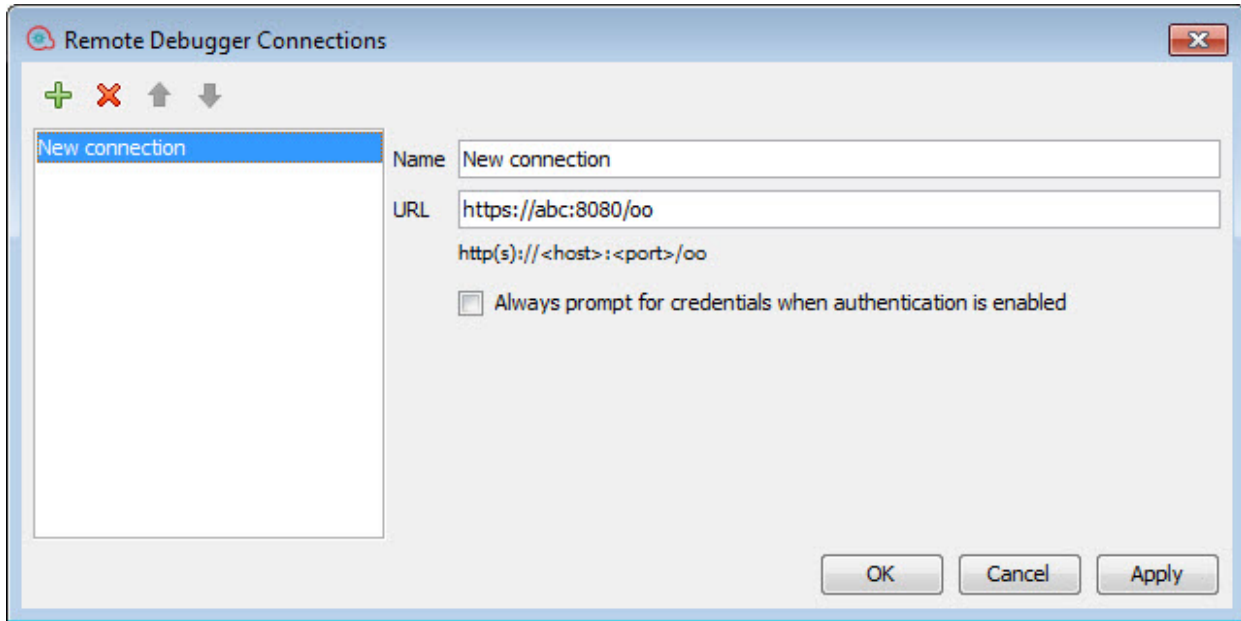 Remote Debugger Connections
New connection
Name New connection
URL https://abc:8080/oo
http(s)://<host>:<port>/oo
Always prompt for credentials when authentication is enabled
OK Cancel Apply